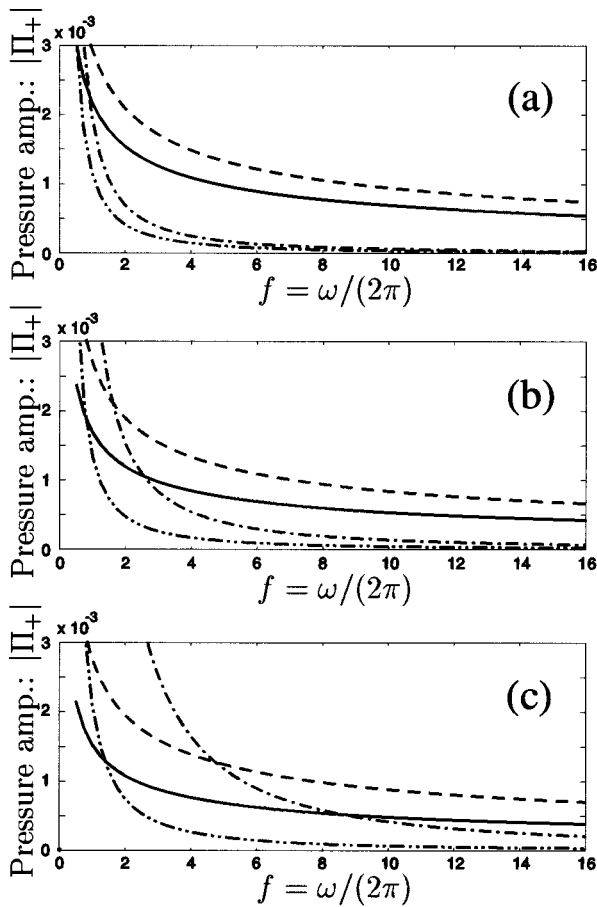 x 10⁻³
Pressure amp.: |Π₊|
3
2
1
0
(a)
0 2 4 6 8 10 12 14 16
f = ω/(2π)
x 10⁻³
Pressure amp.: |Π₊|
3
2
1
0
(b)
0 2 4 6 8 10 12 14 16
f = ω/(2π)
x 10⁻³
Pressure amp.: |Π₊|
3
2
1
0
(c)
0 2 4 6 8 10 12 14 16
f = ω/(2π)